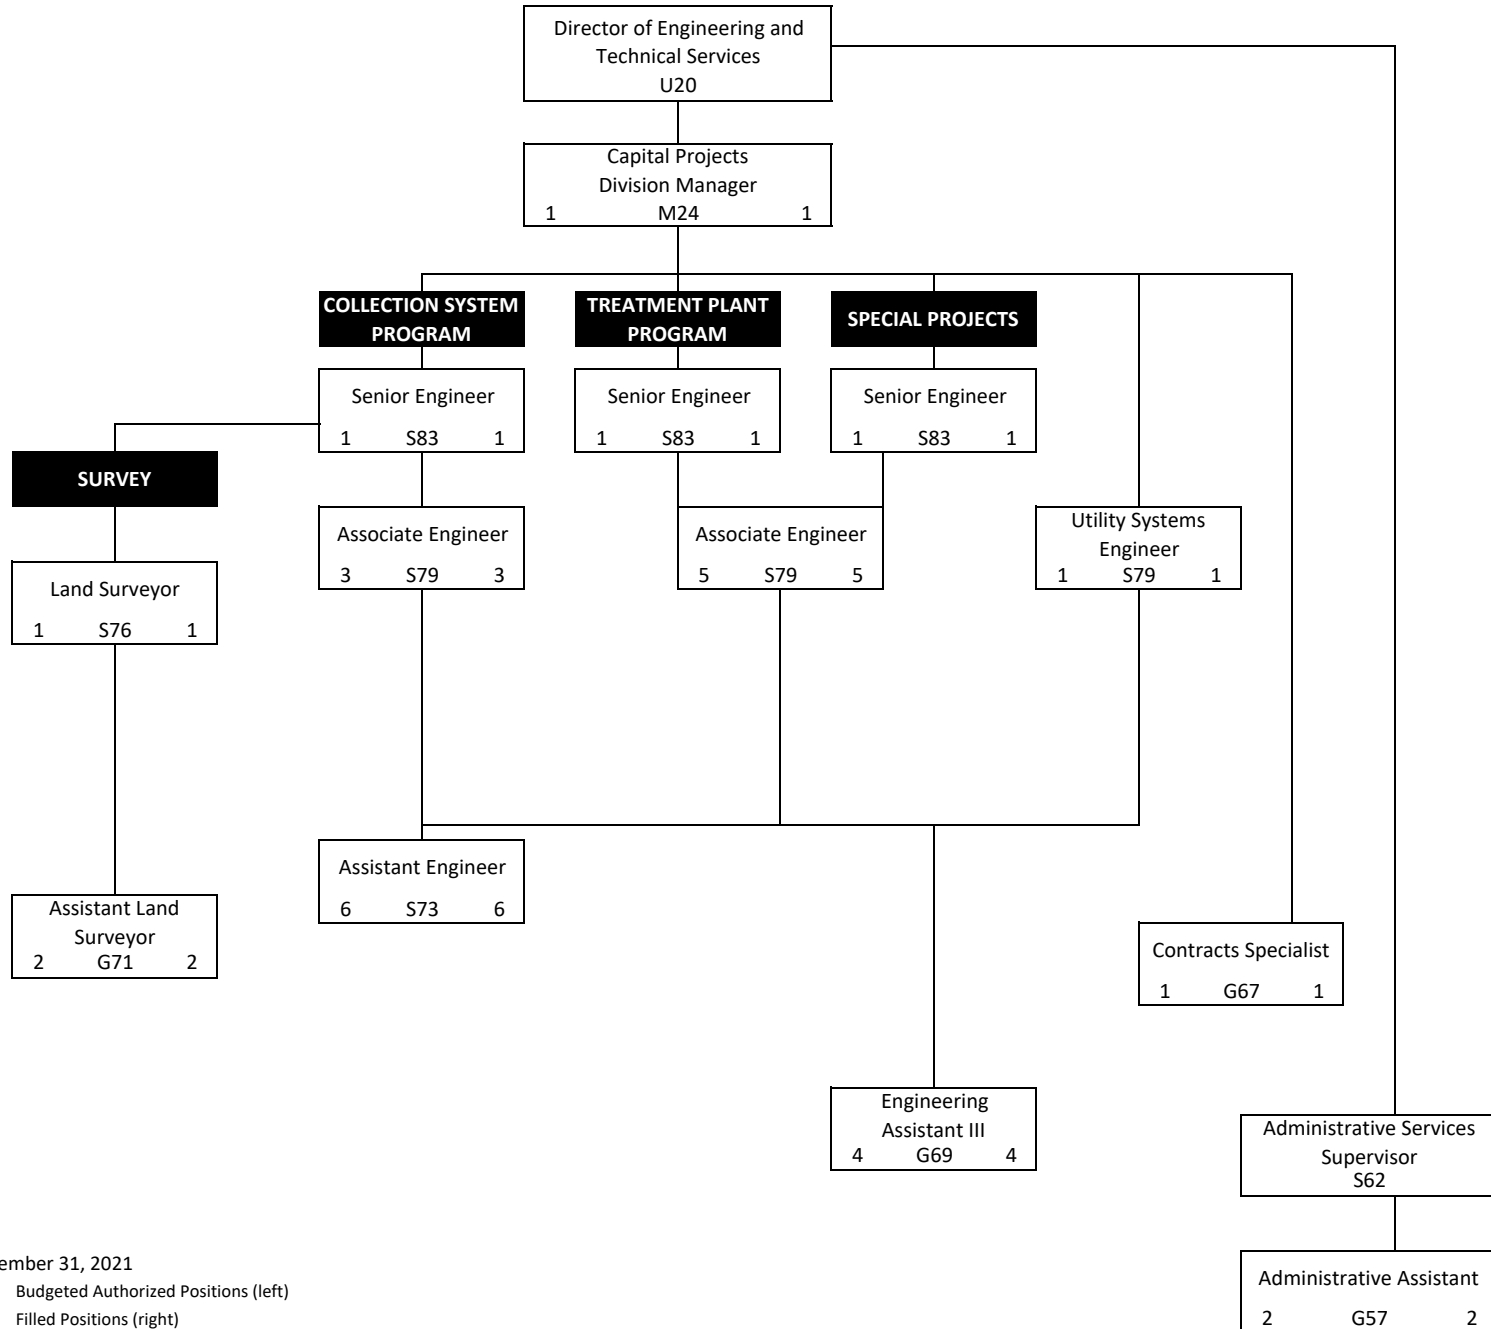 Director of Engineering and
Technical Services
U20
Capital Projects
Division Manager
1 M24 1
COLLECTION SYSTEM
PROGRAM
TREATMENT PLANT
PROGRAM
SPECIAL PROJECTS
Senior Engineer
1 S83 1
Senior Engineer
1 S83 1
Senior Engineer
1 S83 1
SURVEY
Associate Engineer
3 S79 3
Associate Engineer
5 S79 5
Utility Systems
Engineer
1 S79 1
Land Surveyor
1 S76 1
Assistant Engineer
6 S73 6
Assistant Land
Surveyor
2 G71 2
Contracts Specialist
1 G67 1
Engineering
Assistant III
4 G69 4
Administrative Services
Supervisor
S62
Administrative Assistant
2 G57 2
ember 31, 2021
Budgeted Authorized Positions (left)
Filled Positions (right)